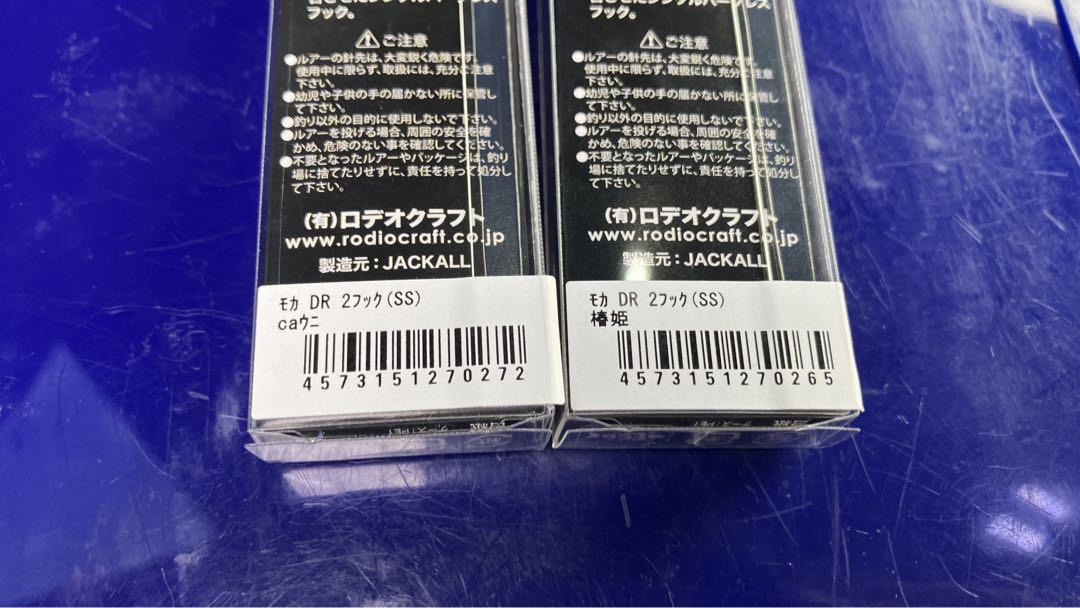 フック。
⚠ご注意
●ルアーの針先は、大変鋭く危険です。
使用中に限らず、取扱には、充分ご注意
下さい。
●幼児や子供の手の届かない所に保管し
て下さい。
●釣り以外の目的に使用しないで下さい。
●ルアーを投げる場合、周囲の安全を確
かめ、危険のない事を確認してください。
●不要となったルアーやパッケージは、釣り
場に捨てたりせずに、責任を持って処分し
て下さい。
(有)ロデオクラフト
www.rodiocraft.co.jp
製造元:JACKALL
ﾓｶ DR 2ﾌｯｸ(SS)
caｳﾆ
4573151270272
フック。
⚠ご注意
●ルアーの針先は、大変鋭く危険です。
使用中に限らず、取扱には、充分ご注意
下さい。
●幼児や子供の手の届かない所に保管し
て下さい。
●釣り以外の目的に使用しないで下さい。
●ルアーを投げる場合、周囲の安全を確
かめ、危険のない事を確認してください。
●不要となったルアーやパッケージは、釣り
場に捨てたりせずに、責任を持って処分し
て下さい。
(有)ロデオクラフト
www.rodiocraft.co.jp
製造元:JACKALL
ﾓｶ DR 2ﾌｯｸ(SS)
椿姫
4573151270265